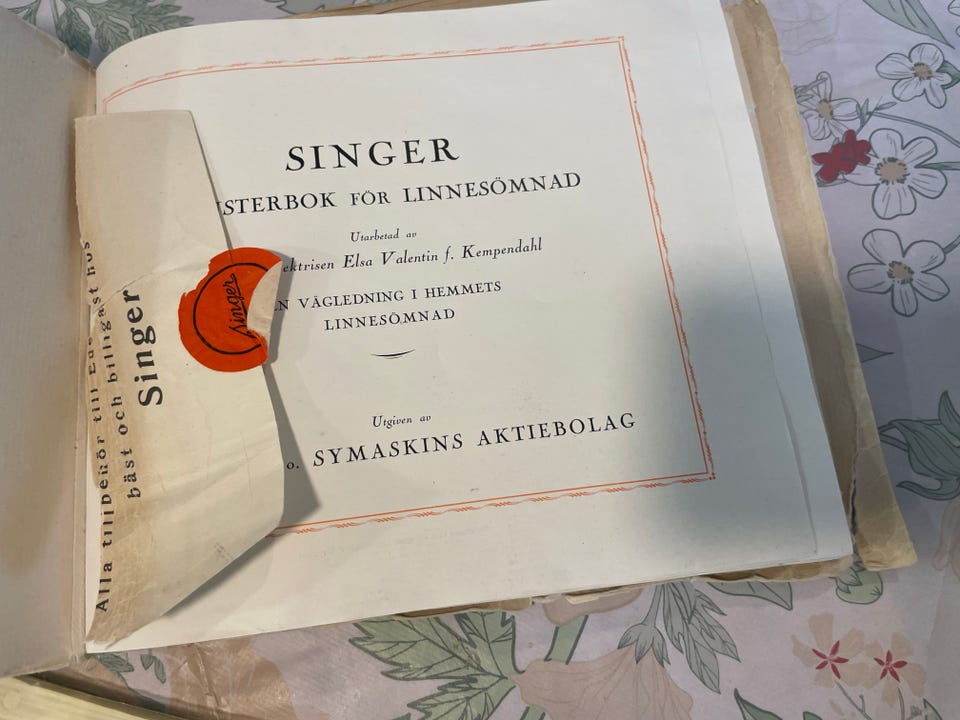 SINGER
STERBOK FÖR LINNESÖMNAD
Utarbetad av
ektrisen Elsa Valentin f. Kempendahl
N VÄGLEDNING I HEMMETS
LINNESÖMNAD
Utgiven av
o. SYMASKINS AKTIEBOLAG
Alla tillbehör till
bäst och billigast hos
Singer
Singer